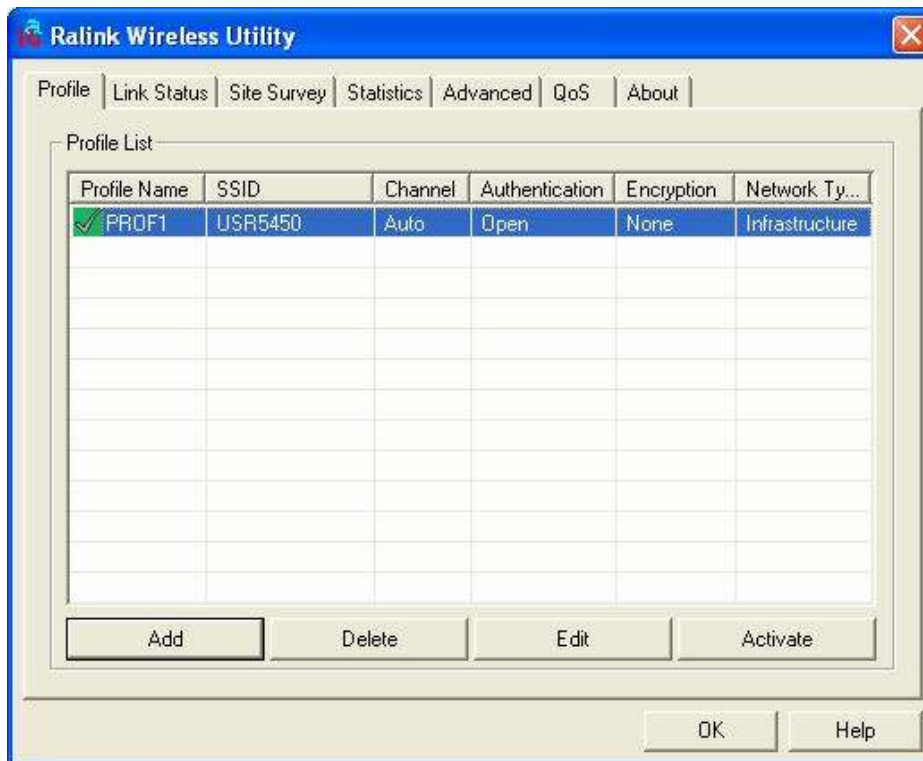 Ralink Wireless Utility
Profile Link Status Site Survey Statistics Advanced QoS About
Profile List
Profile Name SSID Channel Authentication Encryption Network Ty...
PROF1 USR5450 Auto Open None Infrastructure
Add Delete Edit Activate
OK Help